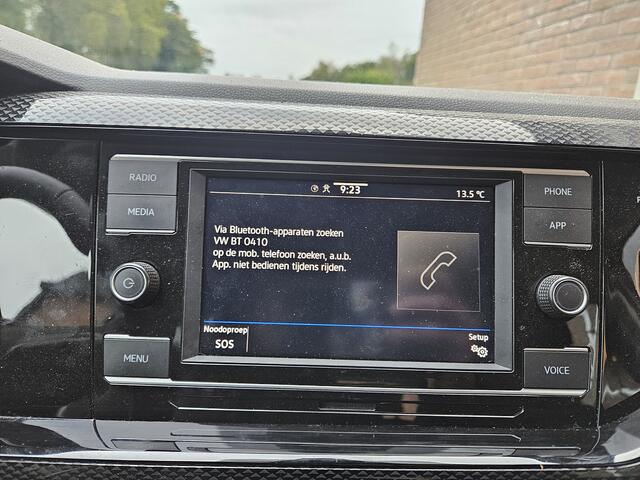 RADIO
MEDIA
MENU
9:23
13.5 °C
Via Bluetooth-apparaten zoeken
VW BT 0410
op de mob. telefoon zoeken, a.u.b.
App. niet bedienen tijdens rijden.
Noodoproep
SOS
Setup
PHONE
APP
VOICE